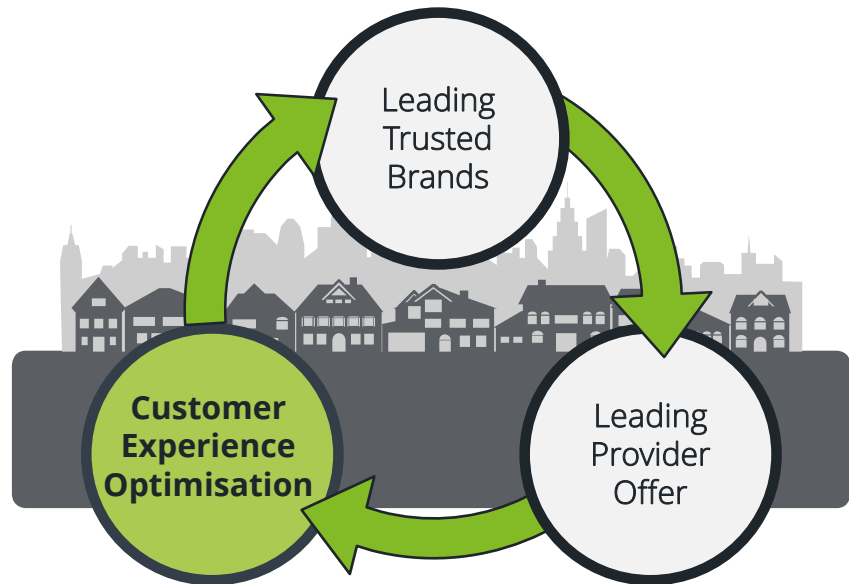 Leading
Trusted
Brands
Customer
Experience
Optimisation
Leading
Provider
Offer